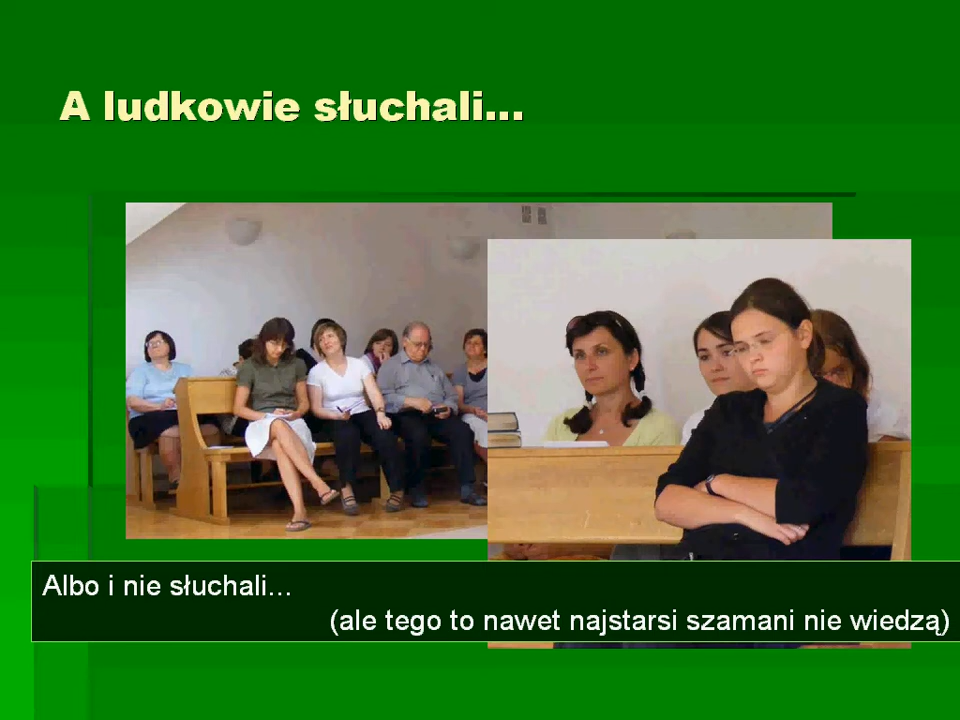 A ludkowie słuchali...
Albo i nie słuchali...
(ale tego to nawet najstarsi szamani nie wiedzą)